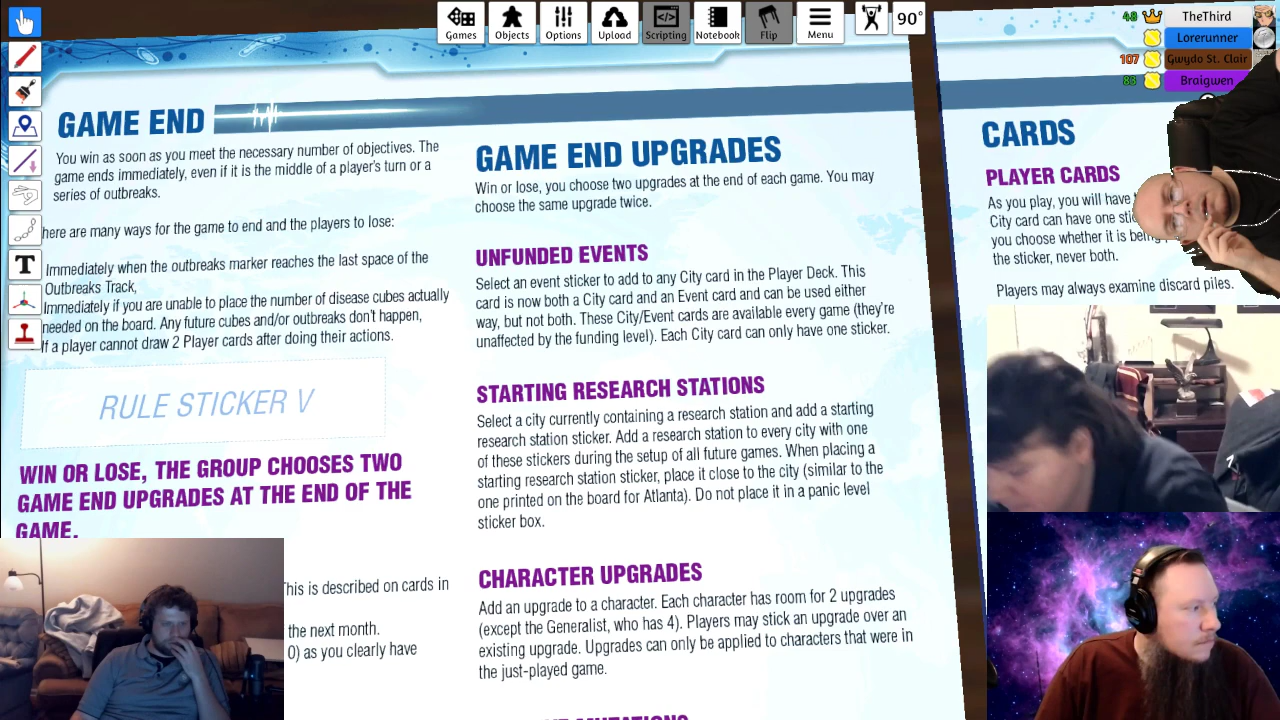 Games
Objects
Options
Upload
Scripting
Notebook
Flip
Menu
90°
48
TheThird
Lorerunner
107
Gwydo St. Clair
83
Braigwen
T
GAME END
You win as soon as you meet the necessary number of objectives. The
game ends immediately, even if it is the middle of a player's turn or a
series of outbreaks.
here are many ways for the game to end and the players to lose:
Immediately when the outbreaks marker reaches the last space of the
Outbreaks Track,
Immediately if you are unable to place the number of disease cubes actually
needed on the board. Any future cubes and/or outbreaks don't happen,
If a player cannot draw 2 Player cards after doing their actions.
RULE STICKER V
WIN OR LOSE, THE GROUP CHOOSES TWO
GAME END UPGRADES AT THE END OF THE
GAME.
This is described on cards in
the next month.
0) as you clearly have
GAME END UPGRADES
Win or lose, you choose two upgrades at the end of each game. You may
choose the same upgrade twice.
UNFUNDED EVENTS
Select an event sticker to add to any City card in the Player Deck. This
card is now both a City card and an Event card and can be used either
way, but not both. These City/Event cards are available every game (they're
unaffected by the funding level). Each City card can only have one sticker.
STARTING RESEARCH STATIONS
Select a city currently containing a research station and add a starting
research station sticker. Add a research station to every city with one
of these stickers during the setup of all future games. When placing a
starting research station sticker, place it close to the city (similar to the
one printed on the board for Atlanta). Do not place it in a panic level
sticker box.
CHARACTER UPGRADES
Add an upgrade to a character. Each character has room for 2 upgrades
(except the Generalist, who has 4). Players may stick an upgrade over an
existing upgrade. Upgrades can only be applied to characters that were in
the just-played game.
CARDS
PLAYER CARDS
As you play, you will have
City card can have one
you choose whether it is being
the sticker, never both.
Players may always examine discard piles.